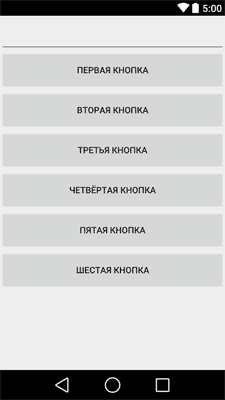 5:00
ПЕРВАЯ КНОПКА
ВТОРАЯ КНОПКА
ТРЕТЬЯ КНОПКА
ЧЕТВЁРТАЯ КНОПКА
ПЯТАЯ КНОПКА
ШЕСТАЯ КНОПКА